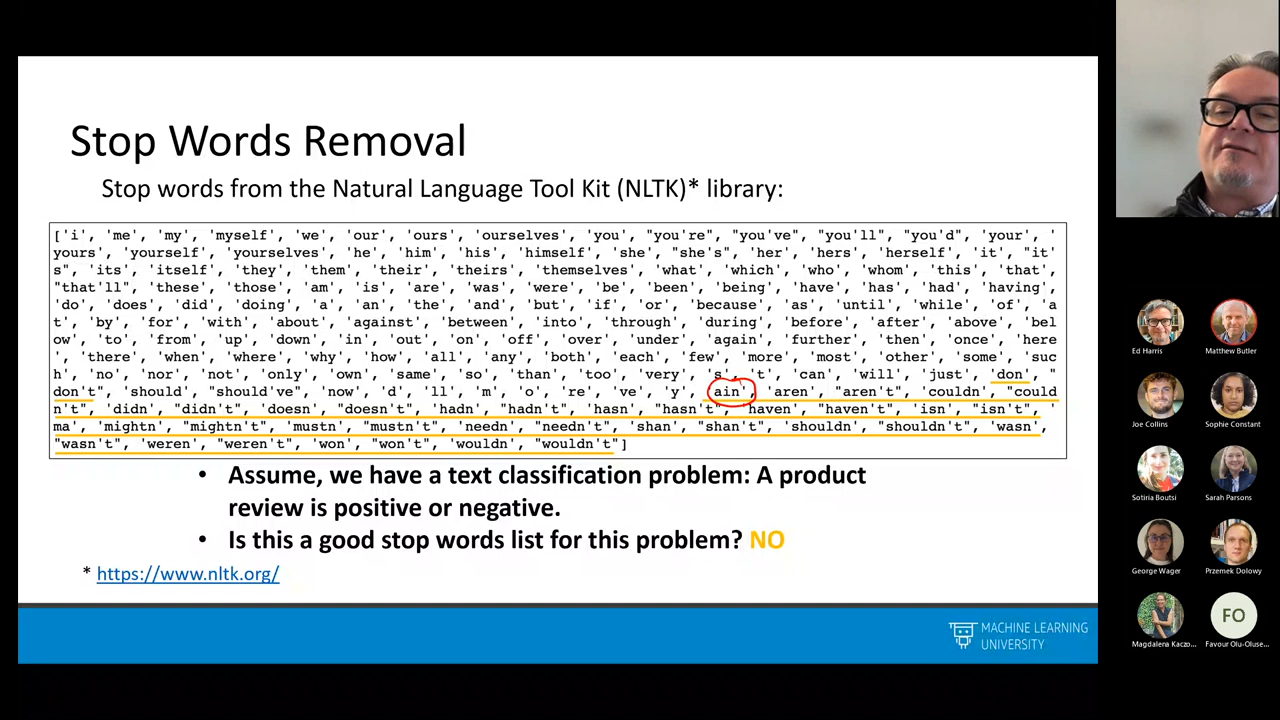 Stop Words Removal
Stop words from the Natural Language Tool Kit (NLTK)* library:
['i', 'me', 'my', 'myself', 'we', 'our', 'ours', 'ourselves', 'you', "you're", "you've", "you'll", "you'd", 'your', '
yours', 'yourself', 'yourselves', 'he', 'him', 'his', 'himself', 'she', "she's", 'her', 'hers', 'herself', 'it', "it'
s", 'its', 'itself', 'they', 'them', 'their', 'theirs', 'themselves', 'what', 'which', 'who', 'whom', 'this', 'that',
"that'll", 'these', 'those', 'am', 'is', 'are', 'was', 'were', 'be', 'been', 'being', 'have', 'has', 'had', 'having',
'do', 'does', 'did', 'doing', 'a', 'an', 'the', 'and', 'but', 'if', 'or', 'because', 'as', 'until', 'while', 'of', 'a
t', 'by', 'for', 'with', 'about', 'against', 'between', 'into', 'through', 'during', 'before', 'after', 'above', 'bel
ow', 'to', 'from', 'up', 'down', 'in', 'out', 'on', 'off', 'over', 'under', 'again', 'further', 'then', 'once', 'here
', 'there', 'when', 'where', 'why', 'how', 'all', 'any', 'both', 'each', 'few', 'more', 'most', 'other', 'some', 'suc
h', 'no', 'nor', 'not', 'only', 'own', 'same', 'so', 'than', 'too', 'very', 's', 't', 'can', 'will', 'just', 'don', "
don't", 'should', "should've", 'now', 'd', 'll', 'm', 'o', 're', 've', 'y', 'ain', 'aren', "aren't", 'couldn', "could
n't", 'didn', "didn't", 'doesn', "doesn't", 'hadn', "hadn't", 'hasn', "hasn't", 'haven', "haven't", 'isn', "isn't", '
ma', 'mightn', "mightn't", 'mustn', "mustn't", 'needn', "needn't", 'shan', "shan't", 'shouldn', "shouldn't", 'wasn',
"wasn't", 'weren', "weren't", 'won', "won't", 'wouldn', "wouldn't"]
• Assume, we have a text classification problem: A product
review is positive or negative.
• Is this a good stop words list for this problem? NO
* https://www.nltk.org/
MACHINE LEARNING
UNIVERSITY
Ed Harris
Matthew Butler
Joe Collins
Sophie Constant
Sotiria Boutsi
Sarah Parsons
George Wager
Przemek Dolowy
FO
Magdalena Kaczo...
Favour Olu-Oluse...